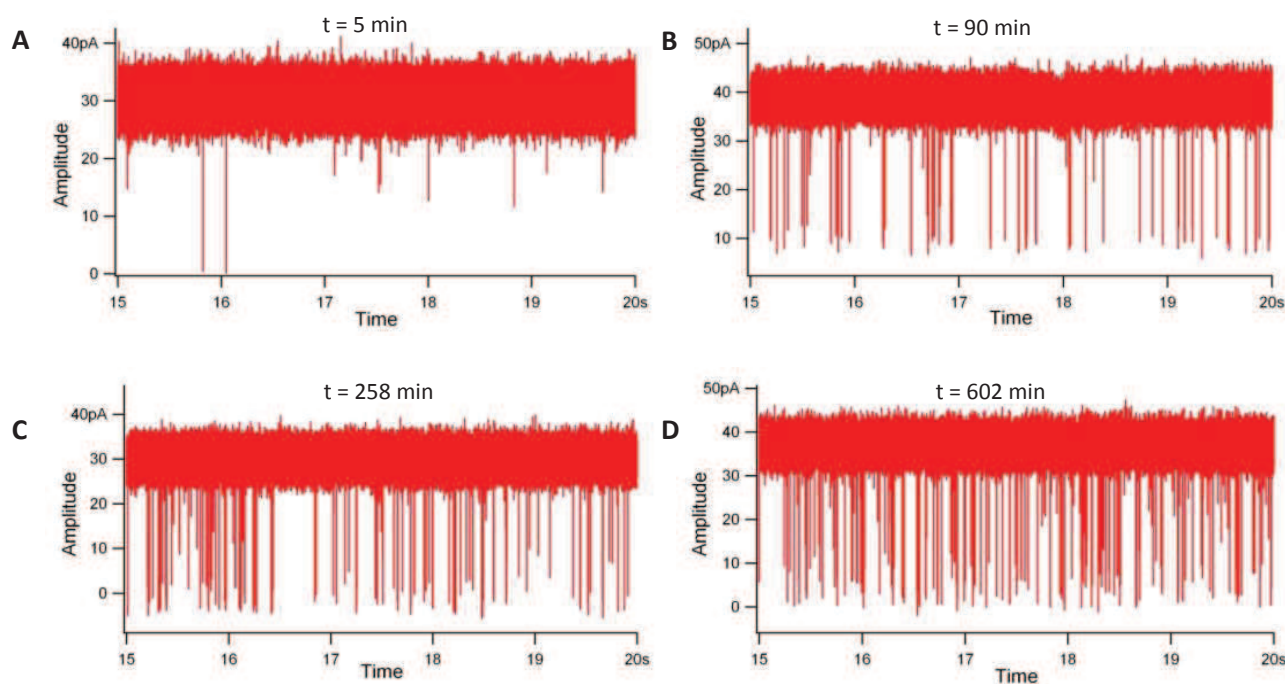 A
t = 5 min
40pA
30
20
10
0
Amplitude
15
16
17
18
19
20s
Time
B
t = 90 min
50pA
40
30
20
10
Amplitude
15
16
17
18
19
20s
Time
C
t = 258 min
40pA
30
20
10
0
Amplitude
15
16
17
18
19
20s
Time
D
t = 602 min
50pA
40
30
20
10
0
Amplitude
15
16
17
18
19
20s
Time